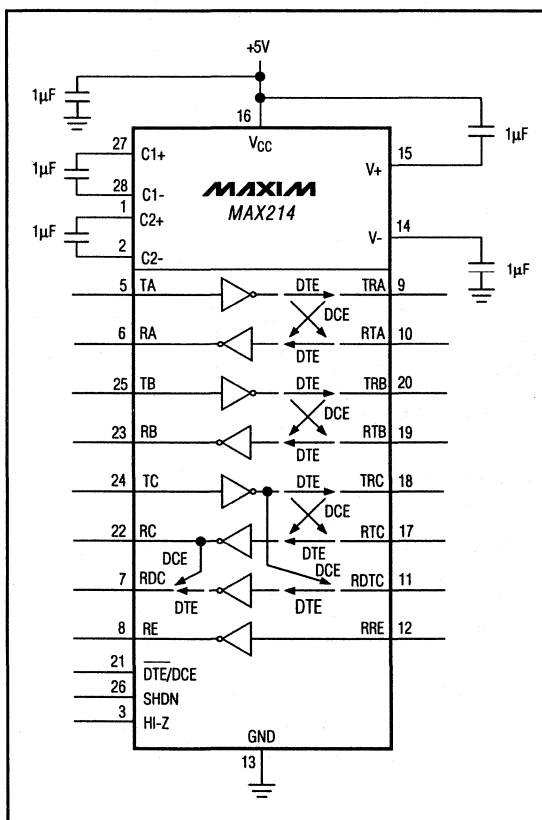 +5V
1µF
16
VCC
1µF
27
C1+
15
V+
1µF
28
C1-
MAXIM
MAX214
1
C2+
14
V-
1µF
2
C2-
1µF
5 TA DTE TRA 9
DCE
6 RA DTE RTA 10
25 TB DTE TRB 20
DCE
23 RB DTE RTB 19
24 TC DTE TRC 18
DCE
22 RC DTE RTC 17
DCE
DCE
7 RDC DTE DTE RDTC 11
8 RE RRE 12
21 DTE/DCE
26 SHDN
3 HI-Z
GND
13